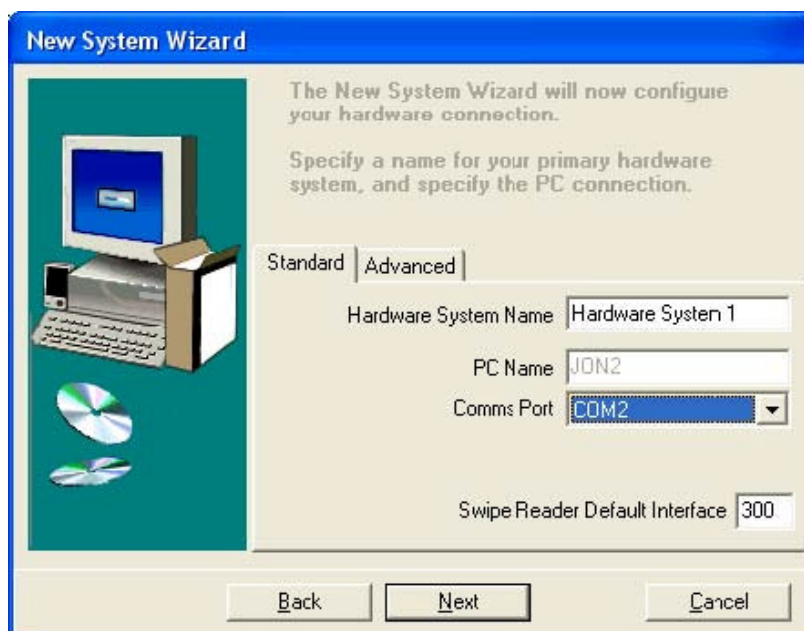 New System Wizard
The New System Wizard will now configure
your hardware connection.
Specify a name for your primary hardware
system, and specify the PC connection.
Standard Advanced
Hardware System Name Hardware System 1
PC Name JON2
Comms Port COM2
Swipe Reader Default Interface 300
Back Next Cancel